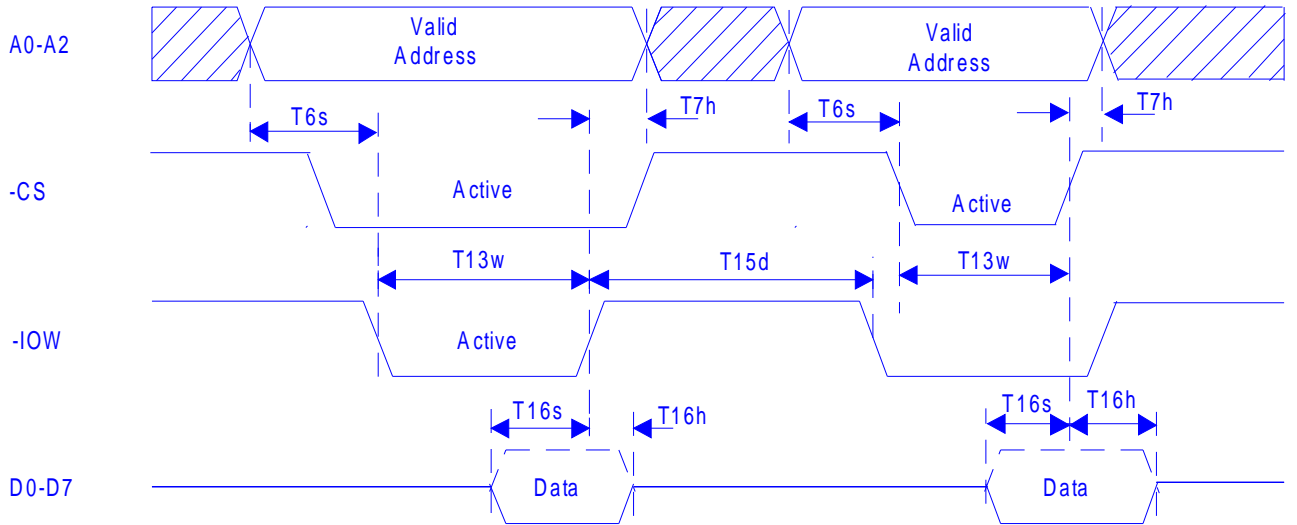 A0-A2
Valid
Address
Valid
Address
T6s
T7h
T6s
T7h
-CS
Active
Active
T13w
T15d
T13w
-IOW
Active
T16s
T16h
T16s
T16h
D0-D7
Data
Data